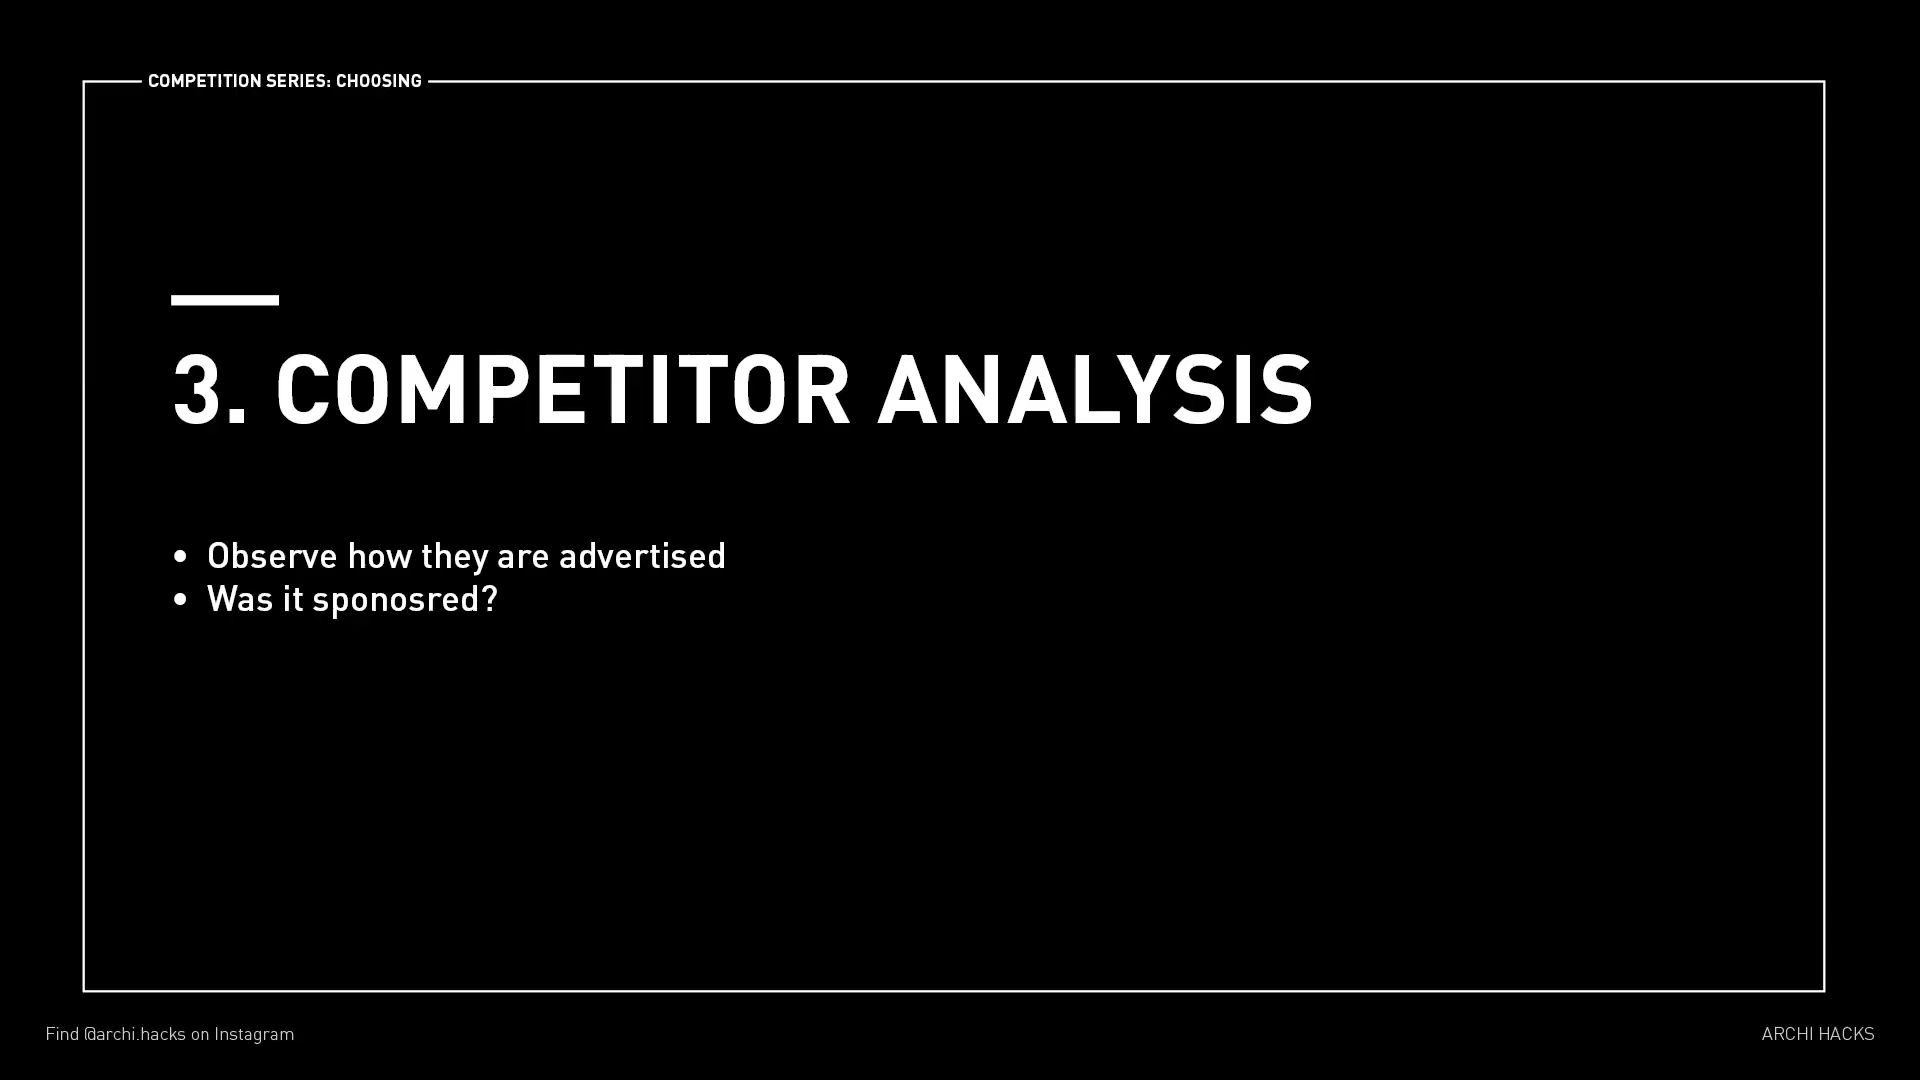 COMPETITION SERIES: CHOOSING
3. COMPETITOR ANALYSIS
• Observe how they are advertised
• Was it sponosred?
Find @archi.hacks on Instagram
ARCHI HACKS